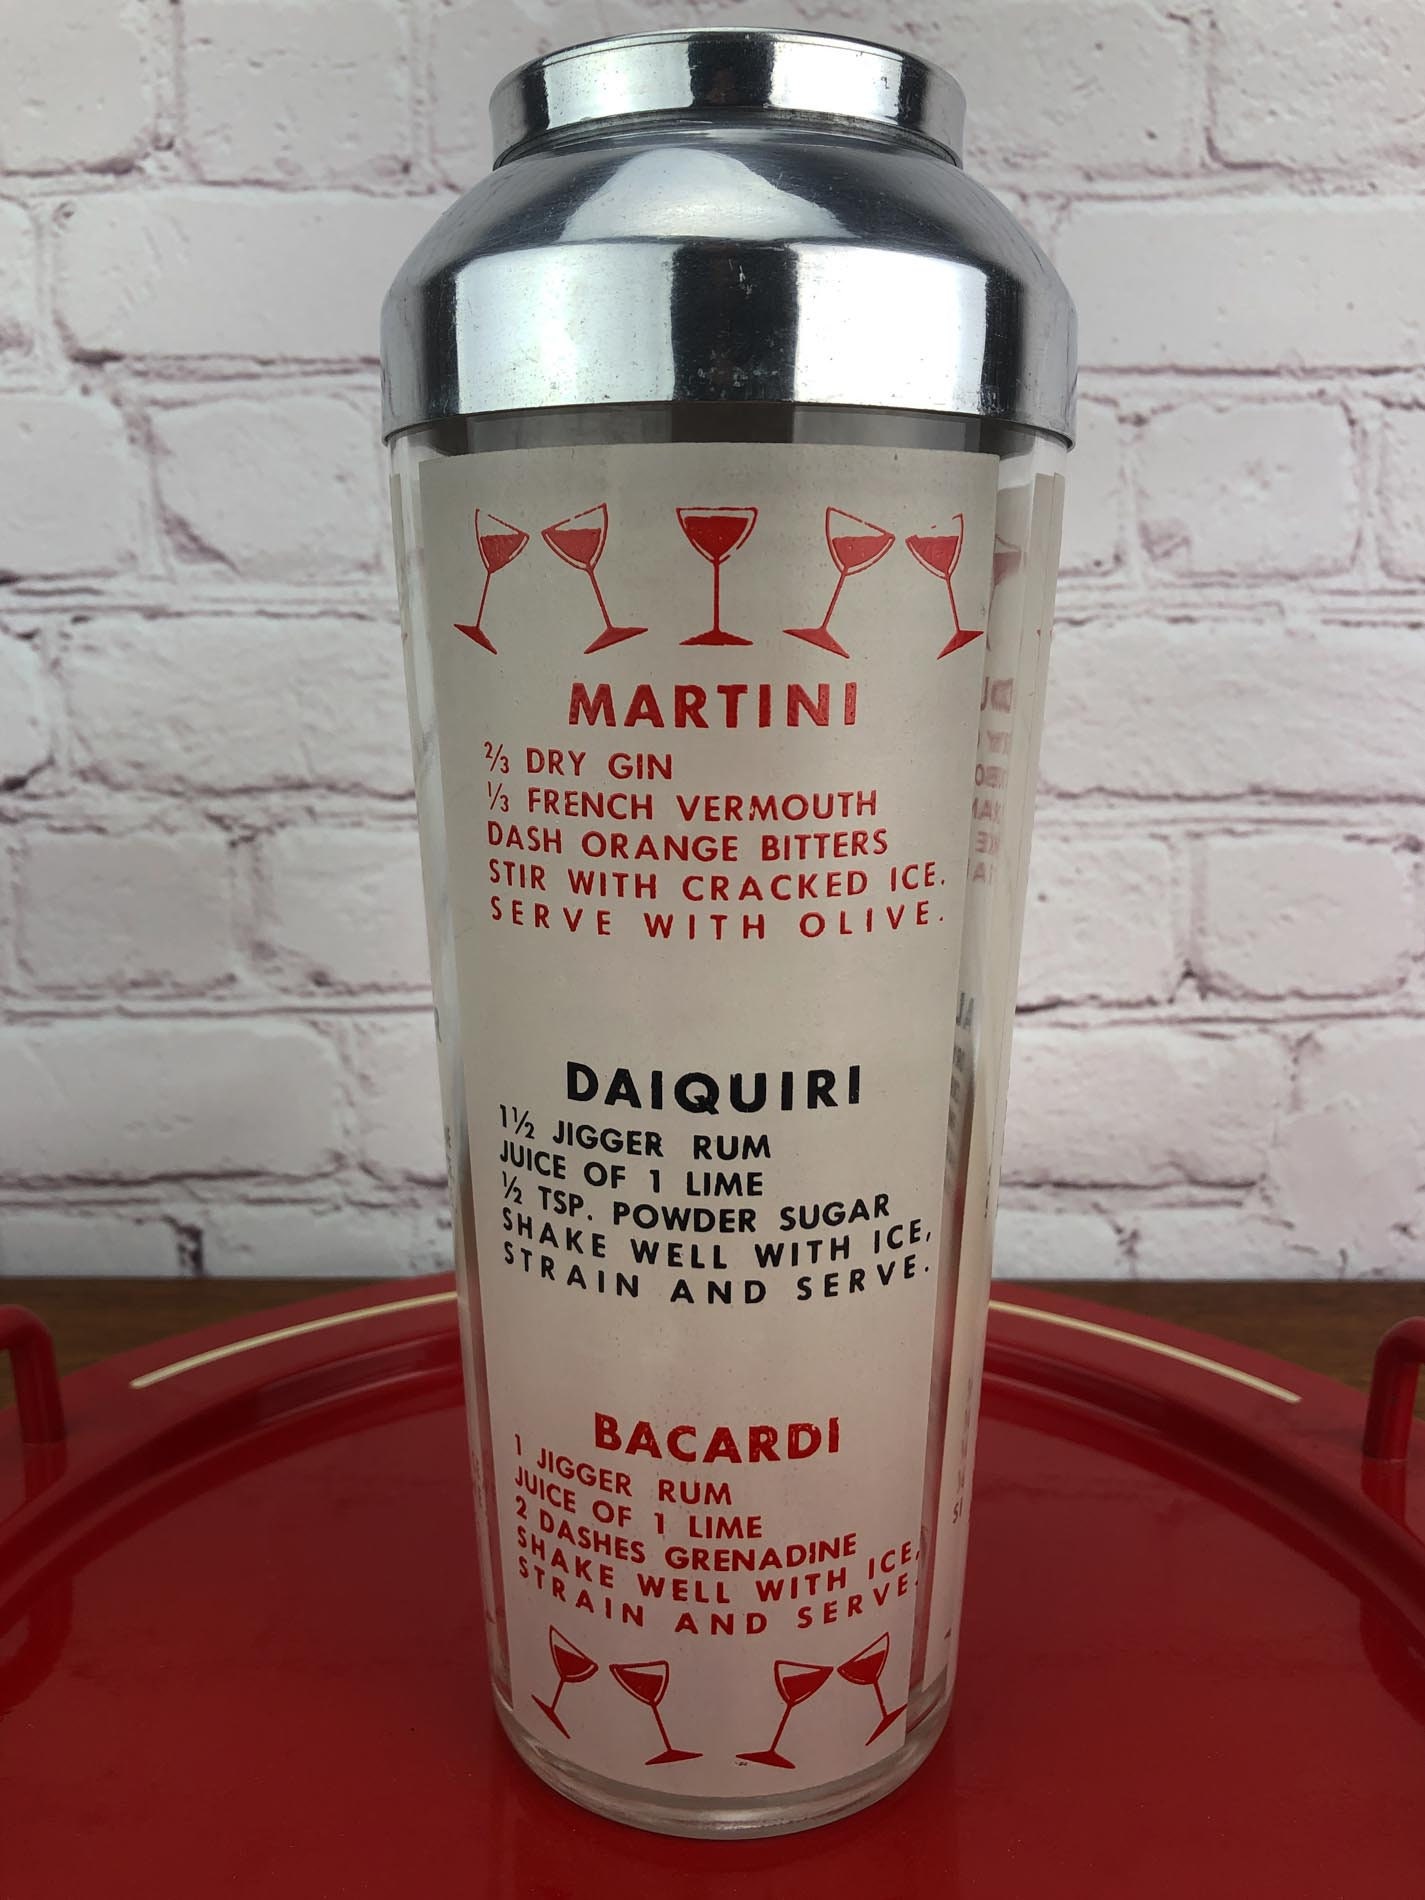 MARTINI
⅔ DRY GIN
⅓ FRENCH VERMOUTH
DASH ORANGE BITTERS
STIR WITH CRACKED ICE.
SERVE WITH OLIVE.
DAIQUIRI
1½ JIGGER RUM
JUICE OF 1 LIME
½ TSP. POWDER SUGAR
SHAKE WELL WITH ICE,
STRAIN AND SERVE.
BACARDI
1 JIGGER RUM
JUICE OF 1 LIME
2 DASHES GRENADINE
SHAKE WELL WITH ICE,
STRAIN AND SERVE.